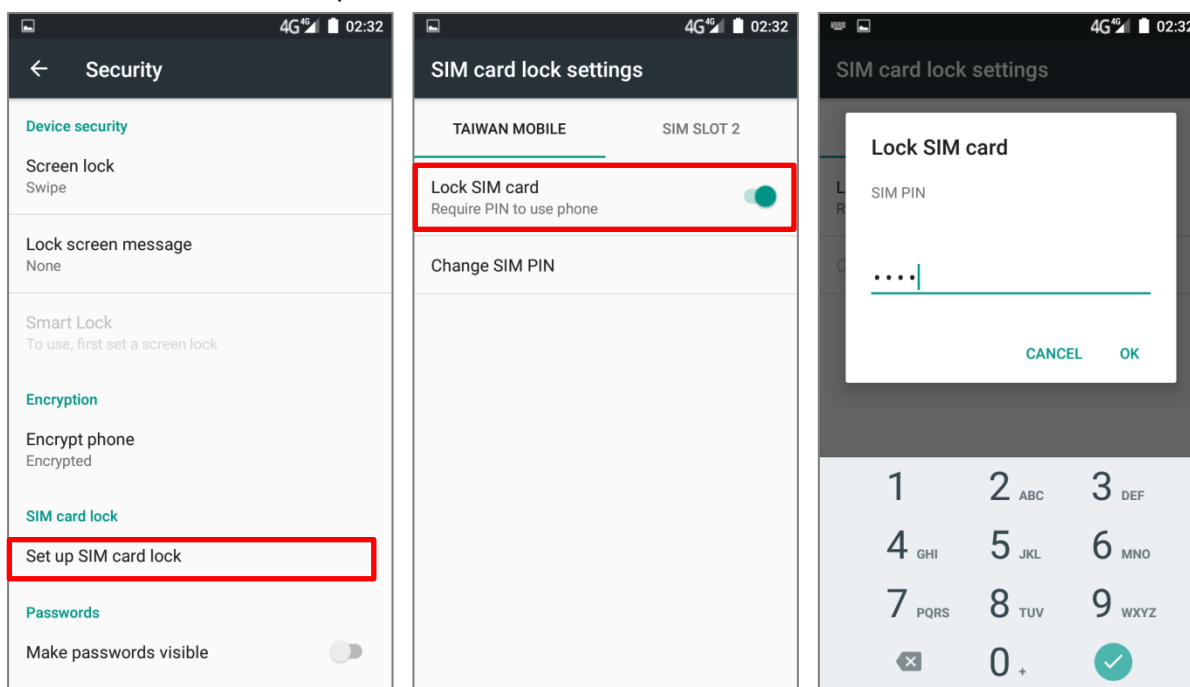 4G 4G 02:32
Security
Device security
Screen lock
Swipe
Lock screen message
None
Smart Lock
To use, first set a screen lock
Encryption
Encrypt phone
Encrypted
SIM card lock
Set up SIM card lock
Passwords
Make passwords visible
4G 4G 02:32
SIM card lock settings
TAIWAN MOBILE SIM SLOT 2
Lock SIM card
Require PIN to use phone
Change SIM PIN
4G 4G 02:32
SIM card lock settings
Lock SIM card
L
SIM PIN
R
C
••••
CANCEL OK
1 2 ABC 3 DEF
4 GHI 5 JKL 6 MNO
7 PQRS 8 TUV 9 WXYZ
0 +